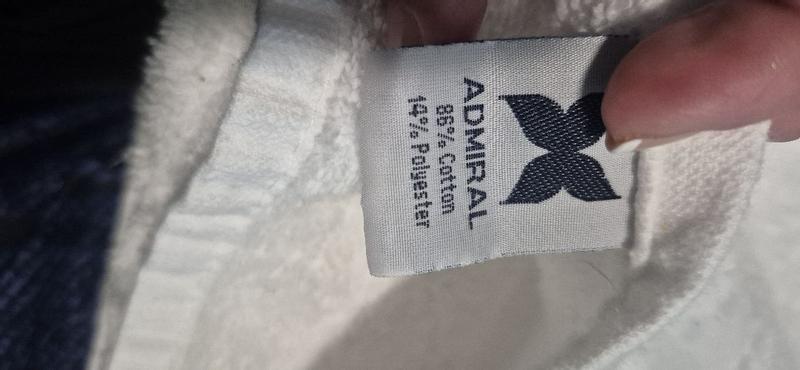 ADMIRAL
86% Cotton
14% Polyester